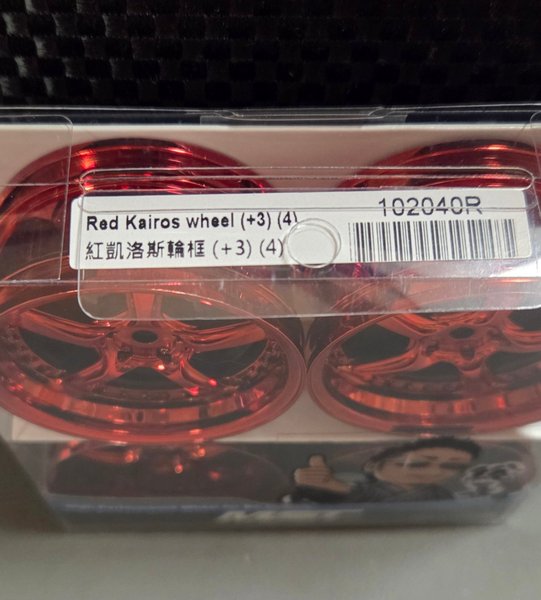 Red Kairos wheel (+3) (4)
102040R
紅凱洛斯輪框 (+3) (4)